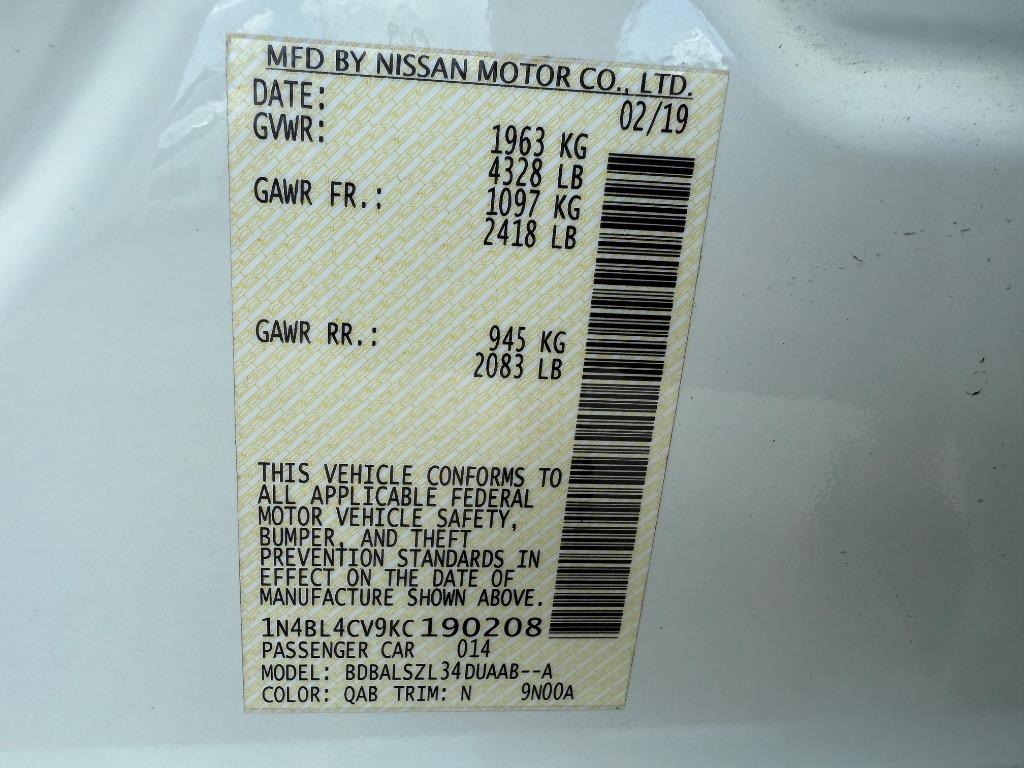 MFD BY NISSAN MOTOR CO., LTD.
DATE: 02/19
GVWR: 1963 KG
4328 LB
GAWR FR.: 1097 KG
2418 LB
GAWR RR.: 945 KG
2083 LB
THIS VEHICLE CONFORMS TO
ALL APPLICABLE FEDERAL
MOTOR VEHICLE SAFETY,
BUMPER, AND THEFT
PREVENTION STANDARDS IN
EFFECT ON THE DATE OF
MANUFACTURE SHOWN ABOVE.
1N4BL4CV9KC190208
PASSENGER CAR 014
MODEL: BDBALSZL34DUAAB--A
COLOR: QAB TRIM: N 9N00A